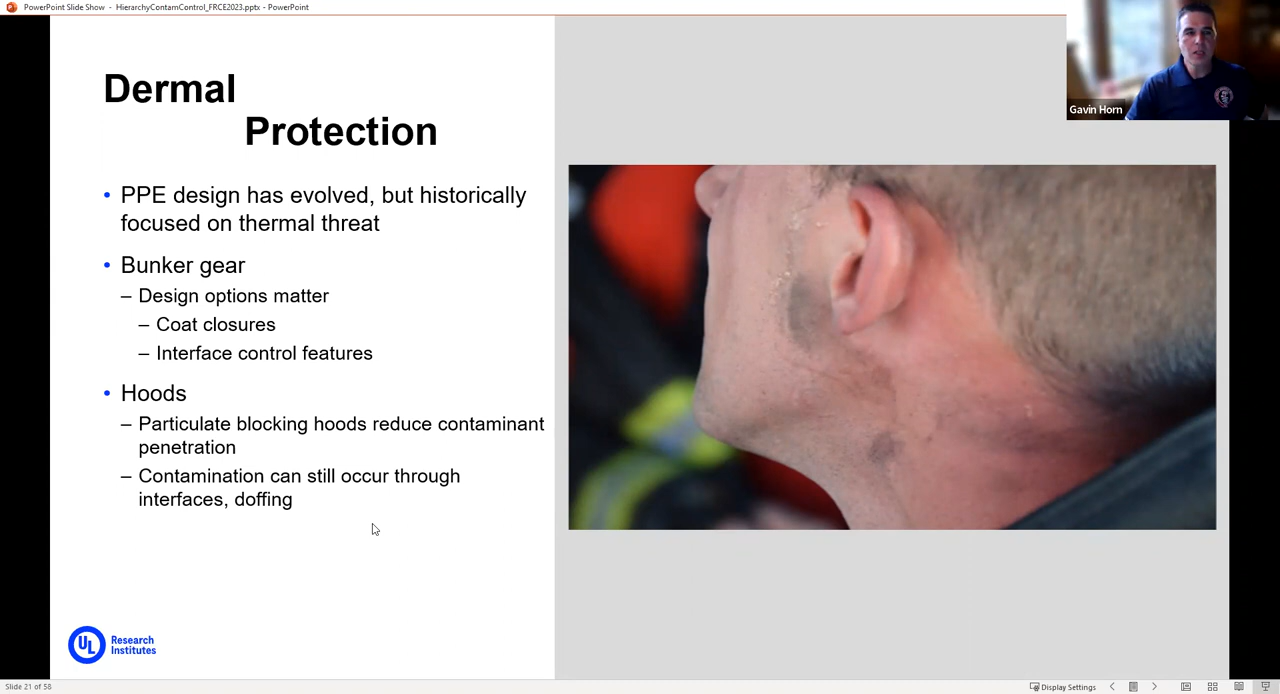 PowerPoint Slide Show - HierarchyContamControl_FRCE2023.pptx - PowerPoint
Gavin Horn
Dermal
Protection
• PPE design has evolved, but historically
focused on thermal threat
• Bunker gear
– Design options matter
– Coat closures
– Interface control features
• Hoods
– Particulate blocking hoods reduce contaminant
penetration
– Contamination can still occur through
interfaces, doffing
UL
Research
Institutes
Slide 21 of 58
Display Settings